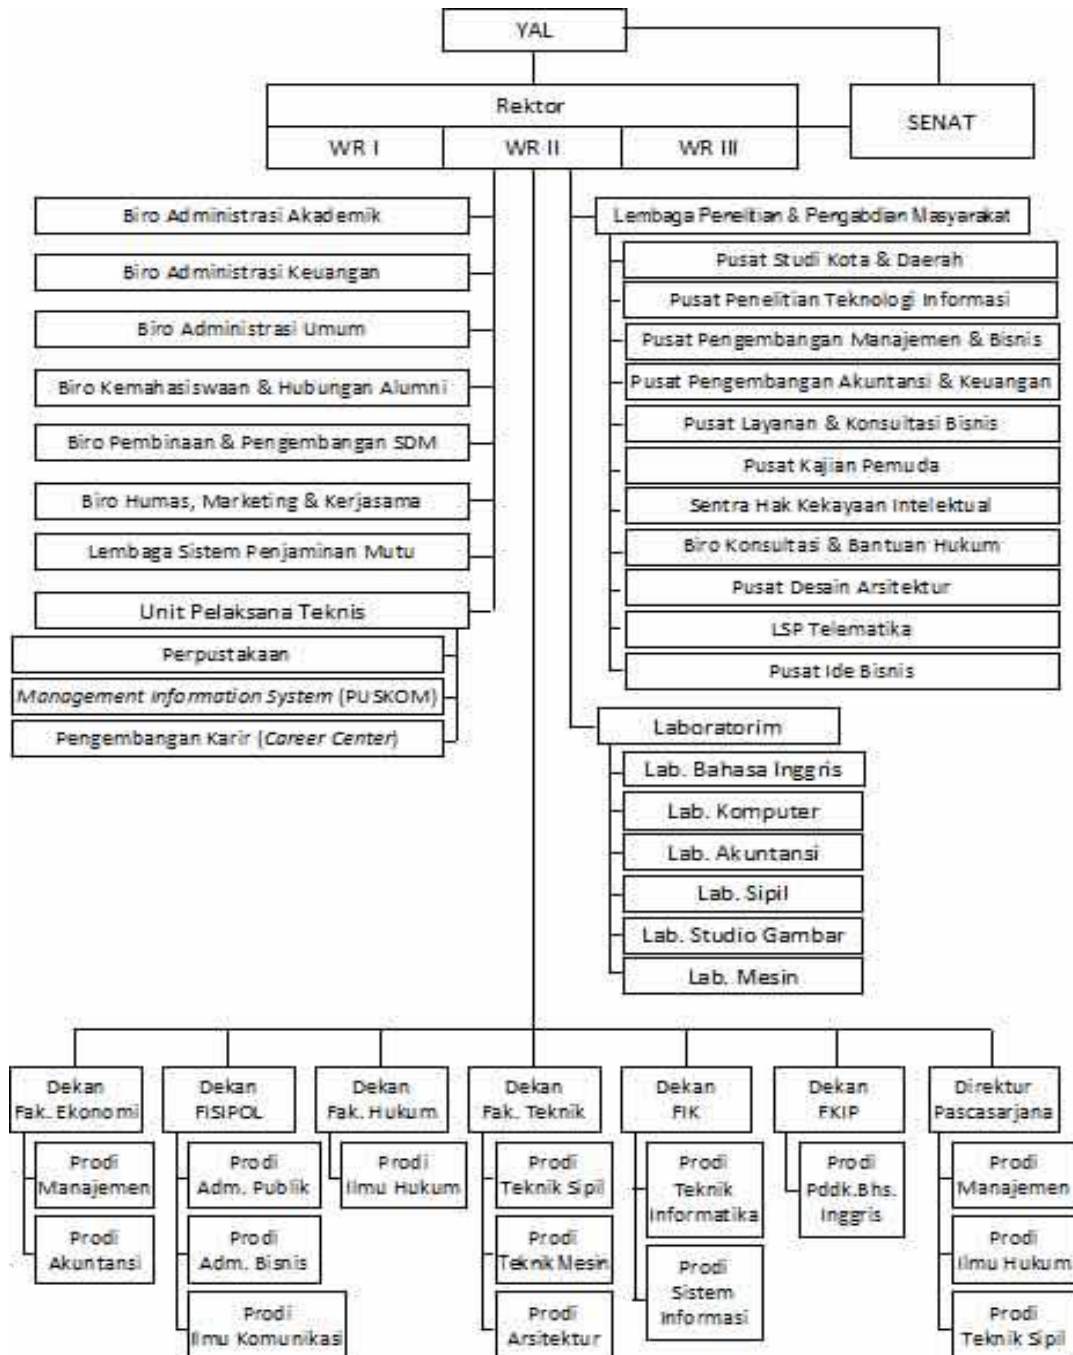 YAL
Rektor
SENAT
WR I
WR II
WR III
Biro Administrasi Akademik
Biro Administrasi Keuangan
Biro Administrasi Umum
Biro Kemahasiswaan & Hubungan Alumni
Biro Pembinaan & Pengembangan SDM
Biro Humas, Marketing & Kerjasama
Lembaga Sistem Penjaminan Mutu
Unit Pelaksana Teknis
Perpustakaan
Management Information System (PUSKOM)
Pengembangan Karir (Career Center)
Lembaga Penelitian & Pengabdian Masyarakat
Pusat Studi Kota & Daerah
Pusat Penelitian Teknologi Informasi
Pusat Pengembangan Manajemen & Bisnis
Pusat Pengembangan Akuntansi & Keuangan
Pusat Layanan & Konsultasi Bisnis
Pusat Kajian Pemuda
Sentra Hak Kekayaan Intelektual
Biro Konsultasi & Bantuan Hukum
Pusat Desain Arsitektur
LSP Telematika
Pusat Ide Bisnis
Laboratorim
Lab. Bahasa Inggris
Lab. Komputer
Lab. Akuntansi
Lab. Sipil
Lab. Studio Gambar
Lab. Mesin
Dekan
Fak. Ekonomi
Prodi
Manajemen
Prodi
Akuntansi
Dekan
FISIPOL
Prodi
Adm. Publik
Prodi
Adm. Bisnis
Prodi
Ilmu Komunikasi
Dekan
Fak. Hukum
Prodi
Ilmu Hukum
Dekan
Fak. Teknik
Prodi
Teknik Sipil
Prodi
Teknik Mesin
Prodi
Arsitektur
Dekan
FIK
Prodi
Teknik
Informatika
Prodi
Sistem
Informasi
Dekan
FKIP
Prodi
Pddk.Bhs.
Inggris
Direktur
Pascasarjana
Prodi
Manajemen
Prodi
Ilmu Hukum
Prodi
Teknik Sipil